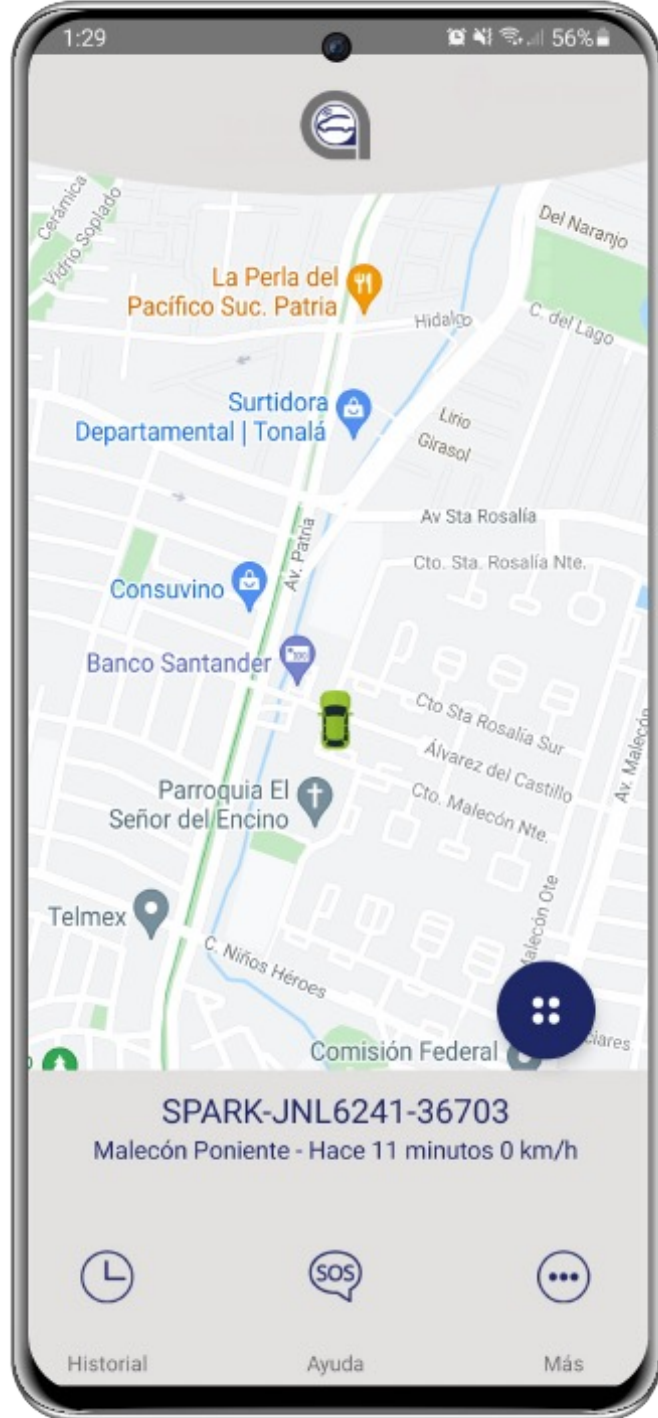 1:29
56%
Cerámica
Vidrio Soplado
Del Naranjo
La Perla del
Pacífico Suc. Patria
Hidalgo
C. del Lago
Surtidora
Departamental | Tonalá
Lirio
Girasol
Av. Patria
Av Sta Rosalía
Cto. Sta. Rosalía Nte.
Consuvino
Banco Santander
Cto Sta Rosalía Sur
Álvarez del Castillo
Av. Malecón
Parroquia El
Señor del Encino
Cto. Malecón Nte.
Telmex
C. Niños Héroes
Malecón Ote
Comisión Federal
SPARK-JNL6241-36703
Malecón Poniente - Hace 11 minutos 0 km/h
SOS
Historial
Ayuda
Más